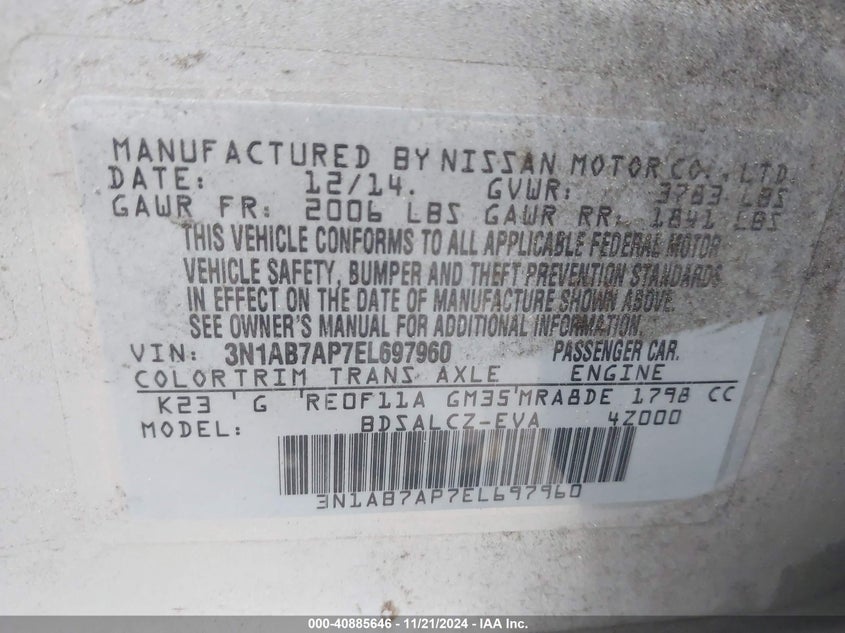 MANUFACTURED BY NISSAN MOTOR CO., LTD.
DATE: 12/14. GVWR: 3783 LBS
GAWR FR: 2006 LBS GAWR RR: 1841 LBS
THIS VEHICLE CONFORMS TO ALL APPLICABLE FEDERAL MOTOR
VEHICLE SAFETY, BUMPER AND THEFT PREVENTION STANDARDS
IN EFFECT ON THE DATE OF MANUFACTURE SHOWN ABOVE.
SEE OWNER'S MANUAL FOR ADDITIONAL INFORMATION.
VIN: 3N1AB7AP7EL697960 PASSENGER CAR.
COLORTRIM TRANS AXLE ENGINE
K23 'G 'RE0F11A GM35'MRA8DE 1798 CC
MODEL: BDSALCZ-EVA 4Z000
3N1AB7AP7EL697960
000-40885646 - 11/21/2024 - IAA Inc.